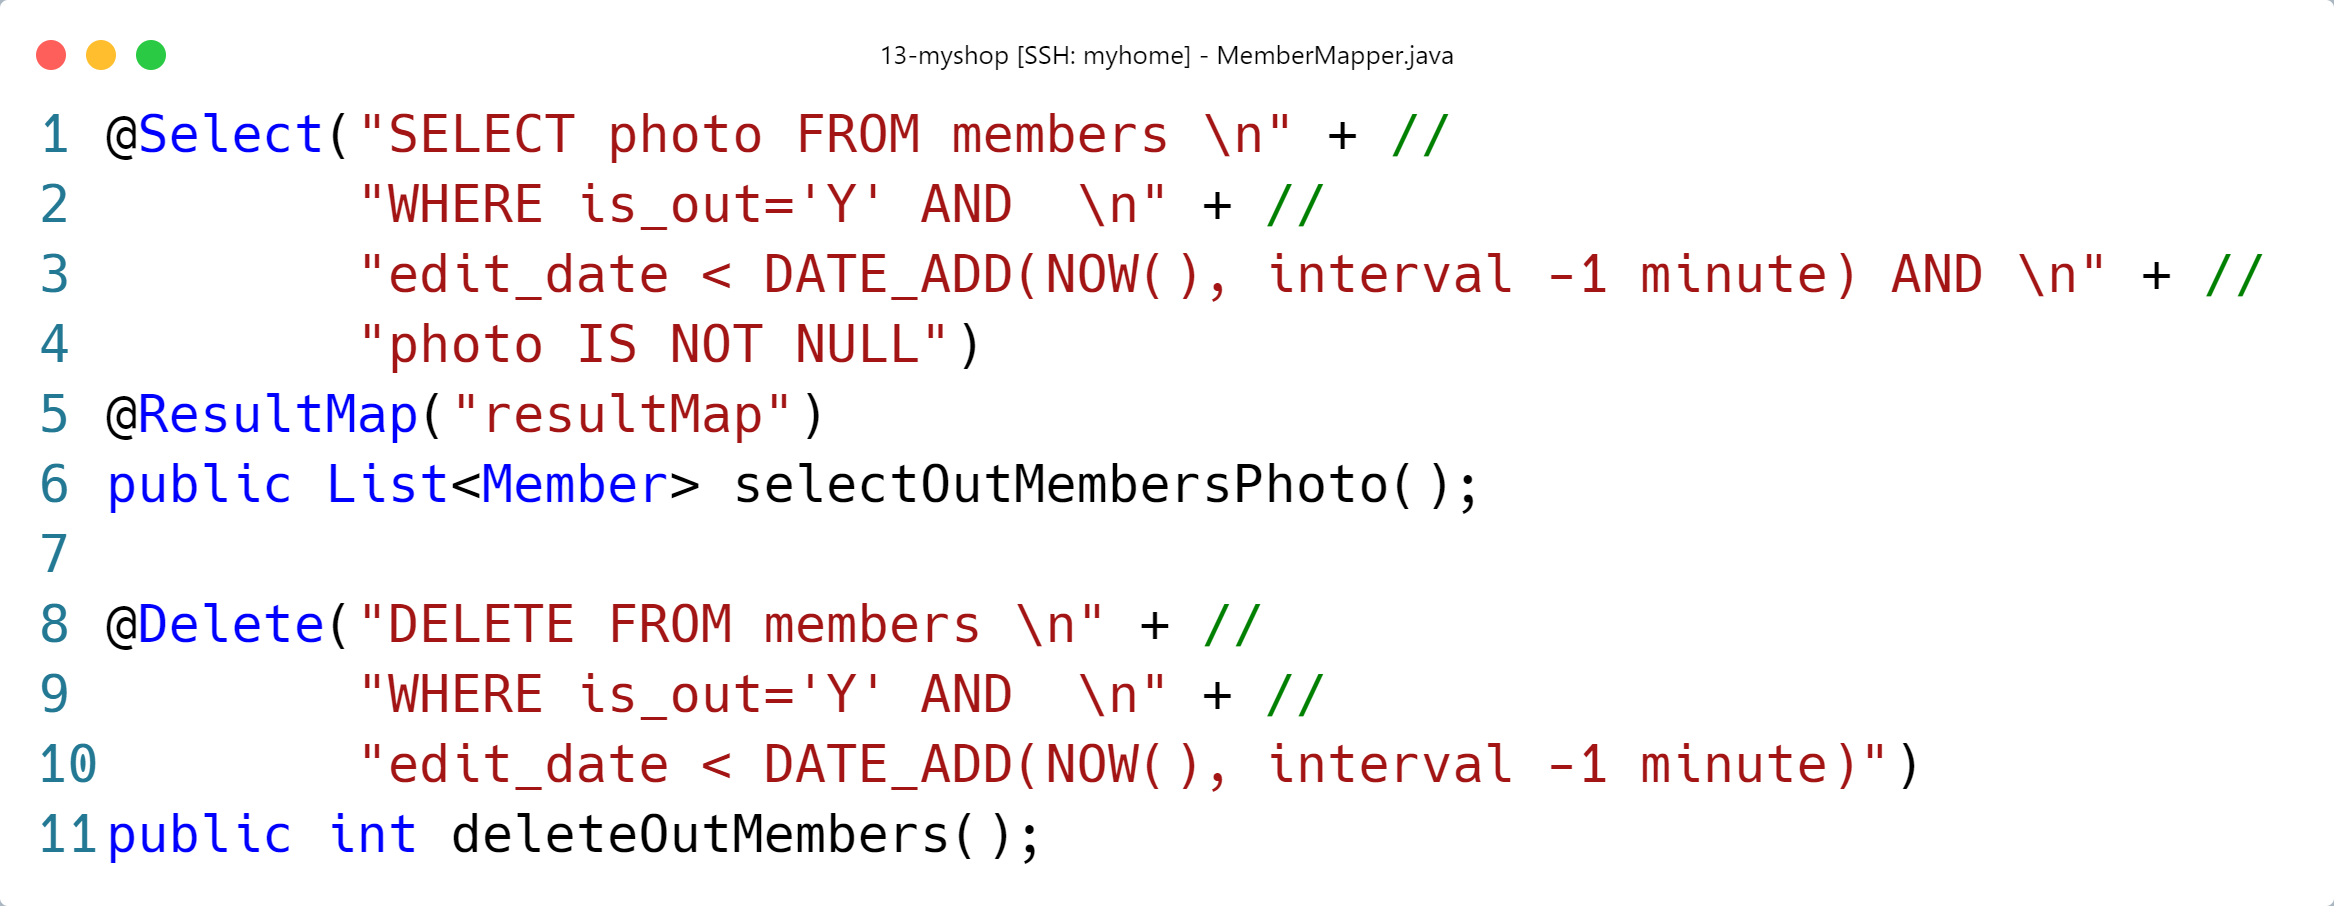 13-myshop [SSH: myhome] - MemberMapper.java
1 @Select("SELECT photo FROM members \n" + //
2         "WHERE is_out='Y' AND  \n" + //
3         "edit_date < DATE_ADD(NOW(), interval -1 minute) AND \n" + //
4         "photo IS NOT NULL")
5 @ResultMap("resultMap")
6 public List<Member> selectOutMembersPhoto();
7
8 @Delete("DELETE FROM members \n" + //
9         "WHERE is_out='Y' AND  \n" + //
10        "edit_date < DATE_ADD(NOW(), interval -1 minute)")
11 public int deleteOutMembers();